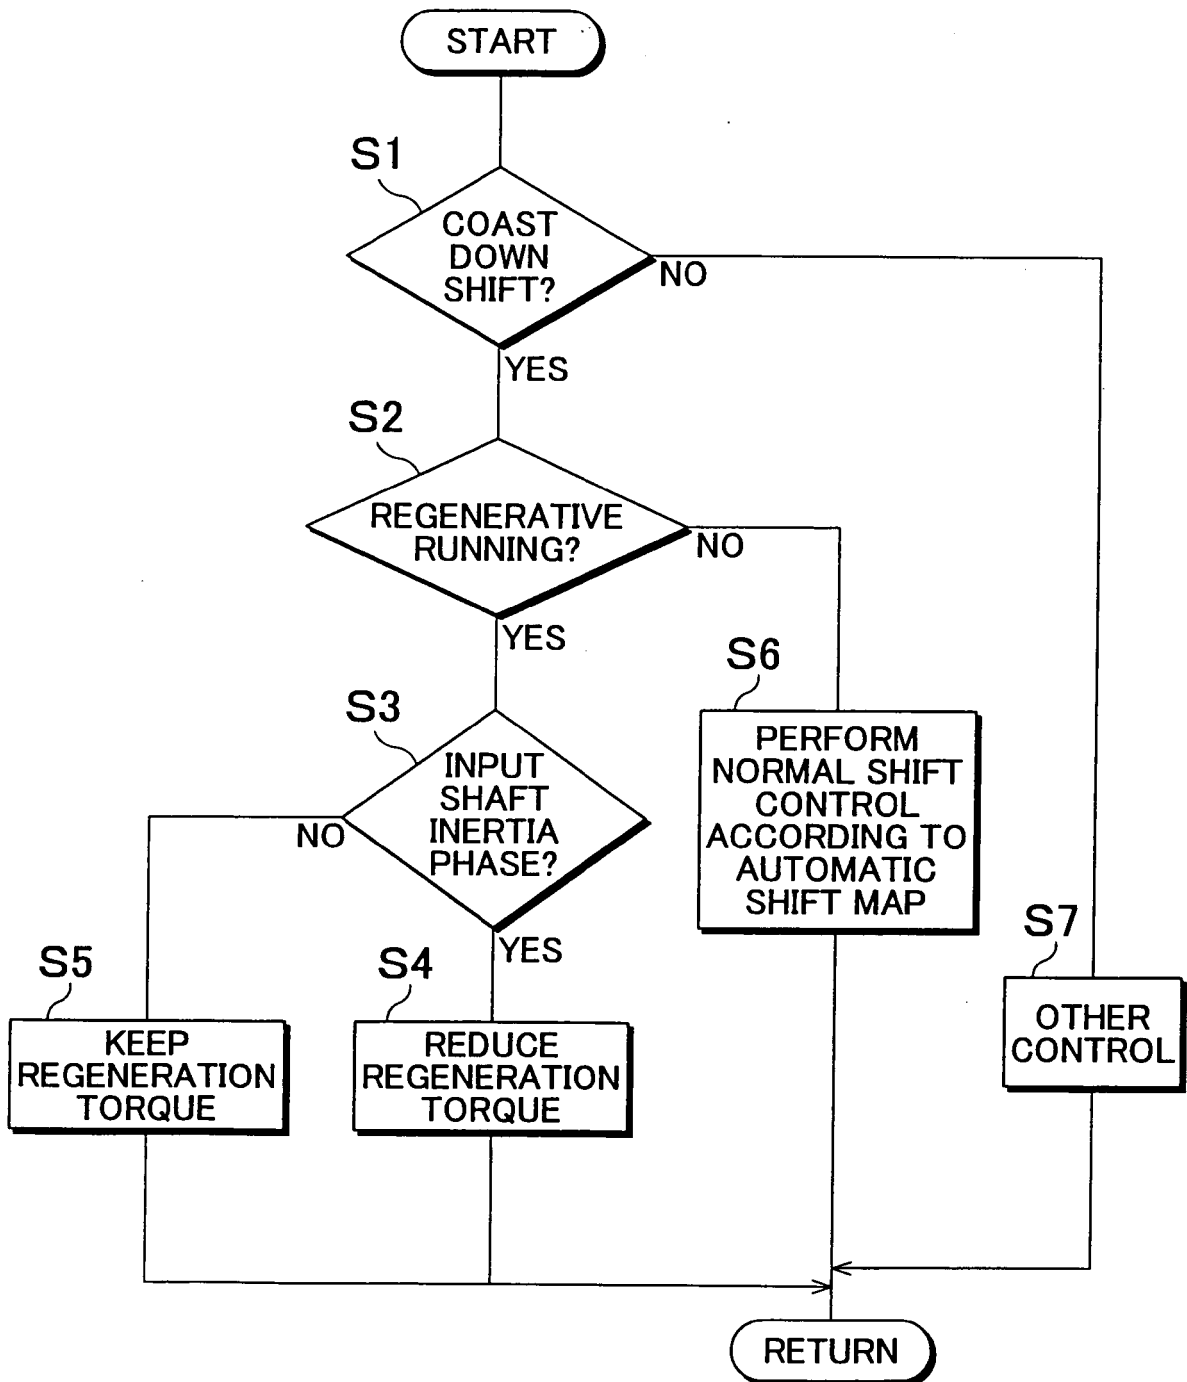 START
S1
COAST
DOWN
SHIFT?
NO
YES
S2
REGENERATIVE
RUNNING?
NO
YES
S3
INPUT
SHAFT
INERTIA
PHASE?
NO
YES
S6
PERFORM
NORMAL SHIFT
CONTROL
ACCORDING TO
AUTOMATIC
SHIFT MAP
S5
KEEP
REGENERATION
TORQUE
S4
REDUCE
REGENERATION
TORQUE
S7
OTHER
CONTROL
RETURN